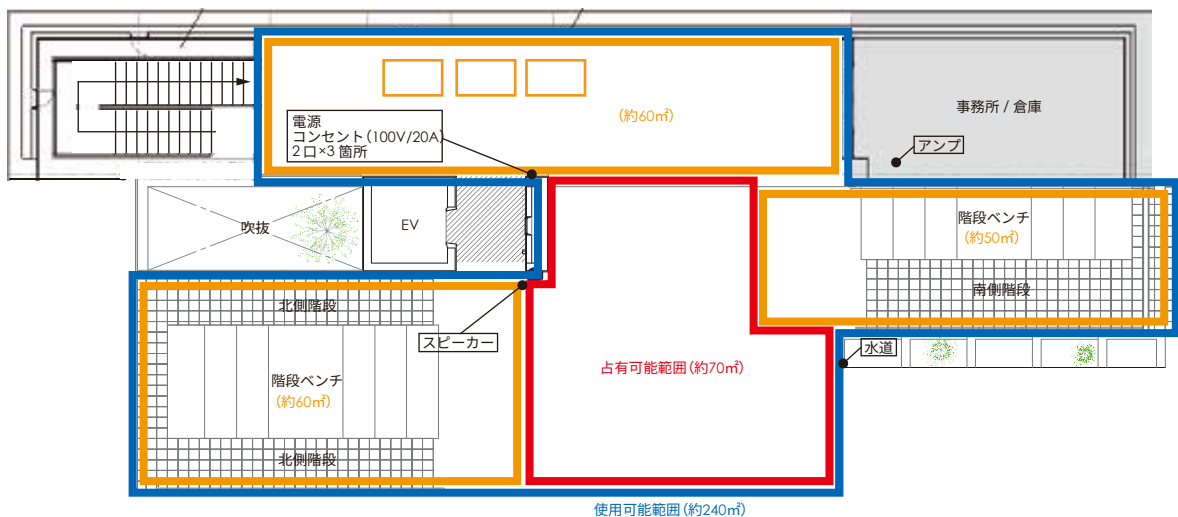 電源
コンセント(100V/20A)
2口×3箇所
(約60㎡)
事務所 / 倉庫
アンプ
吹抜
EV
階段ベンチ
(約50㎡)
南側階段
北側階段
スピーカー
水道
階段ベンチ
(約60㎡)
占有可能範囲(約70㎡)
北側階段
使用可能範囲(約240㎡)